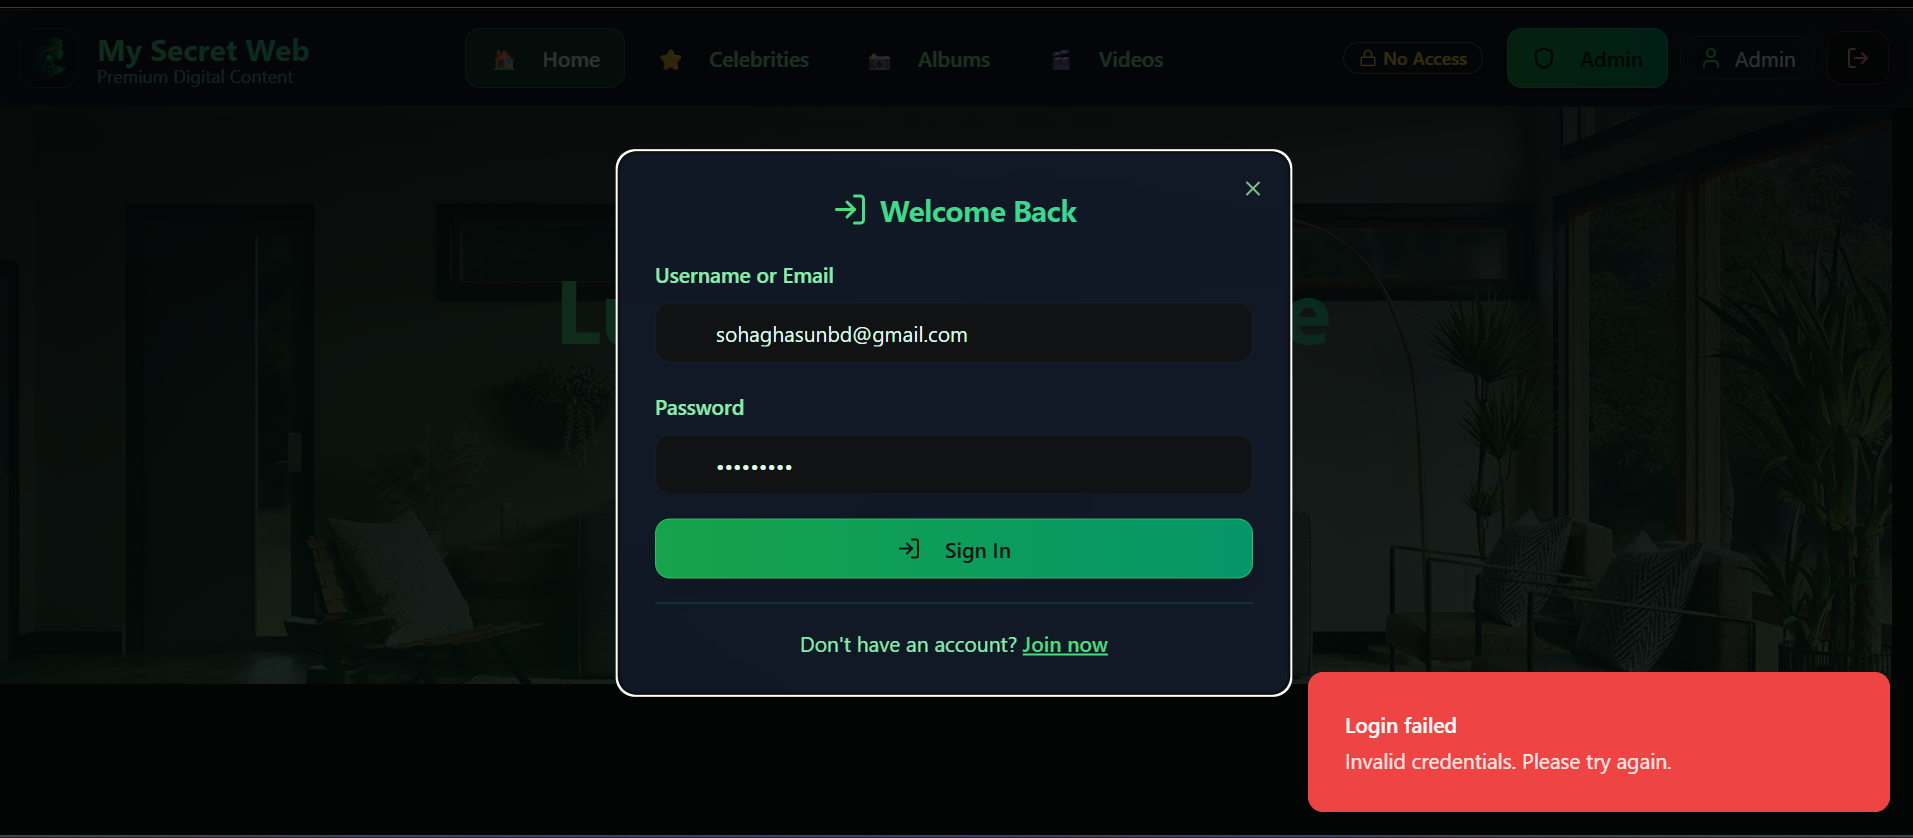 My Secret Web
Premium Digital Content
Home
Celebrities
Albums
Videos
No Access
Admin
Admin
Welcome Back
Username or Email
sohaghasunbd@gmail.com
Password
•••••••••
Sign In
Don't have an account? Join now
Login failed
Invalid credentials. Please try again.